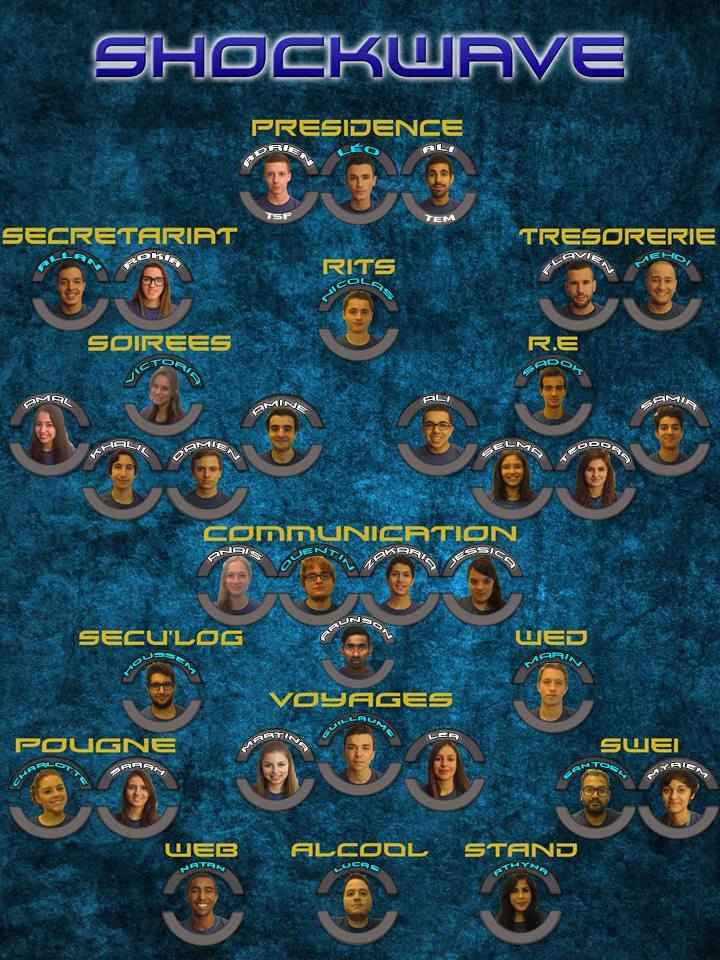 SHOCKWAVE
PRESIDENCE
ADRIEN LÉO ALI
TSP TEM
SECRETARIAT
ALLAN ROKIA
RITS
NICOLAS
TRESORERIE
FLAVIEN MEHDI
SOIREES
VICTORIA
AMAL AMINE
KHALIL DAMIEN
R.E
SADOK
ALI SAMIR
SELMA TEODORA
COMMUNICATION
ANAIS QUENTIN ZAKARIA JESSICA
SECU'LOG
HOUSSEM
WED
MARIN
VOYAGES
MARTINA GUILLAUME LEA
POUGNE
CHARLOTTE SARAH
SWEI
SANTOSH MYRIEM
WEB
NATAN
ALCOOL
LUCAS
STAND
ATHYNA